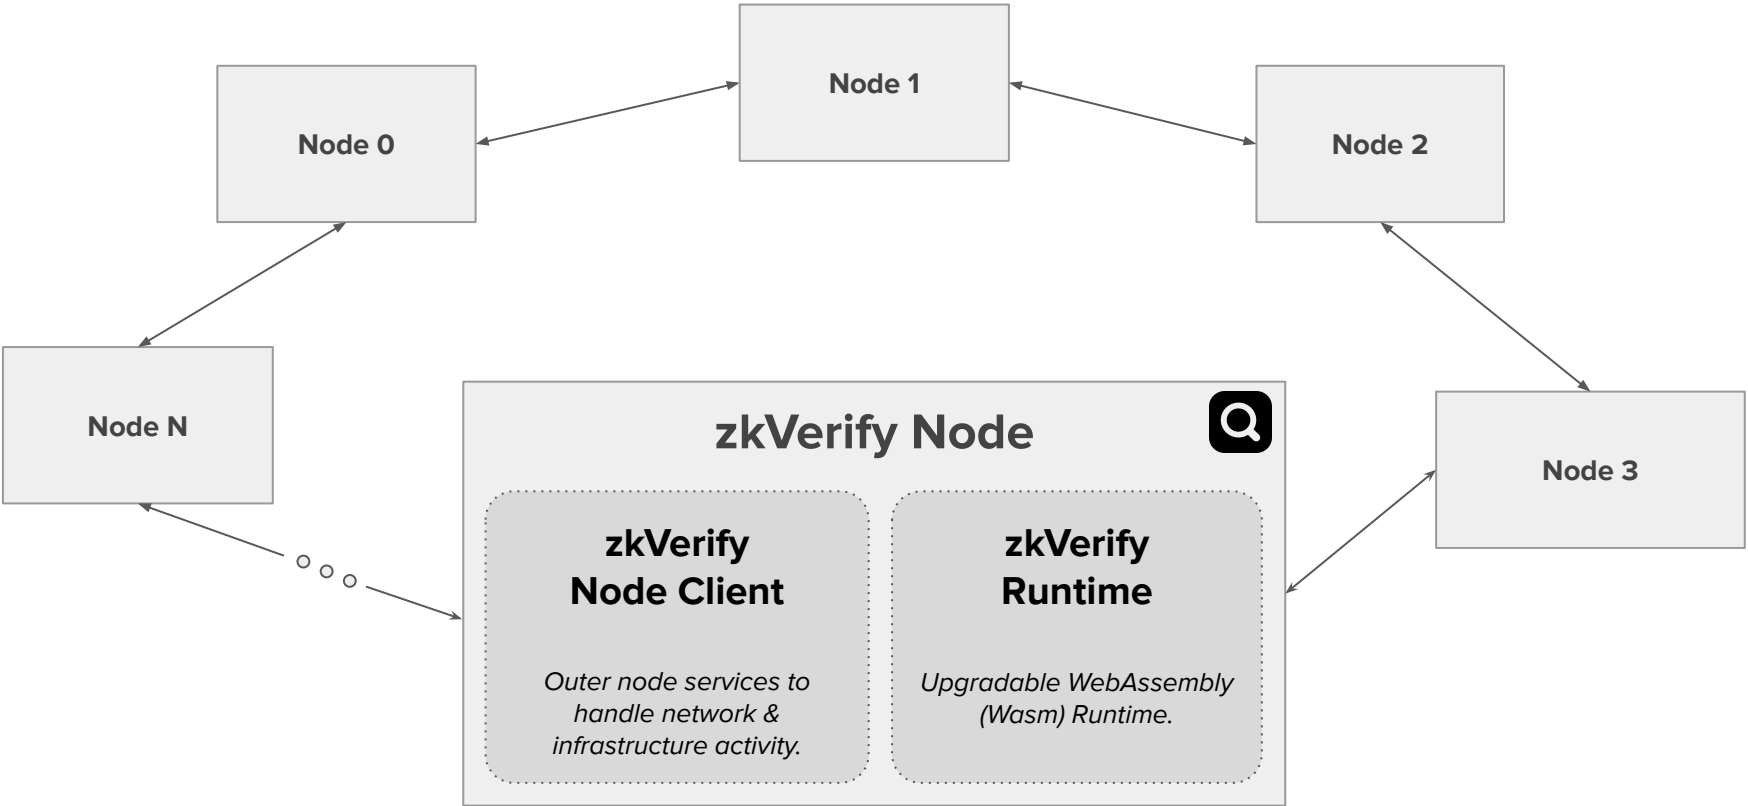 Node 1
Node 0
Node 2
Node N
zkVerify Node
Node 3
zkVerify
Node Client
Outer node services to
handle network &
infrastructure activity.
zkVerify
Runtime
Upgradable WebAssembly
(Wasm) Runtime.